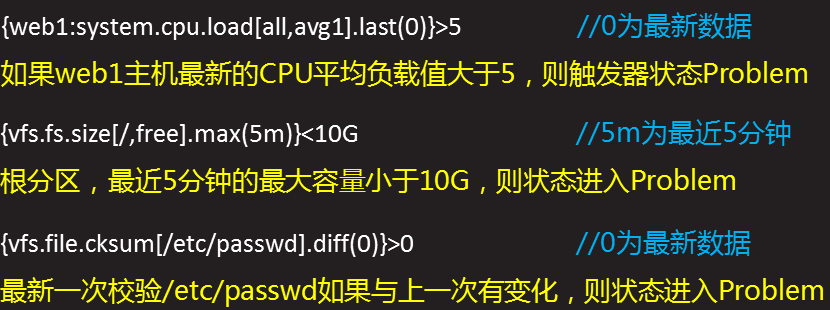 {web1:system.cpu.load[all,avg1].last(0)}>5 //0为最新数据
如果web1主机最新的CPU平均负载值大于5，则触发器状态Problem
{vfs.fs.size[/,free].max(5m)}<10G //5m为最近5分钟
根分区，最近5分钟的最大容量小于10G，则状态进入Problem
{vfs.file.cksum[/etc/passwd].diff(0)}>0 //0为最新数据
最新一次校验/etc/passwd如果与上一次有变化，则状态进入Problem